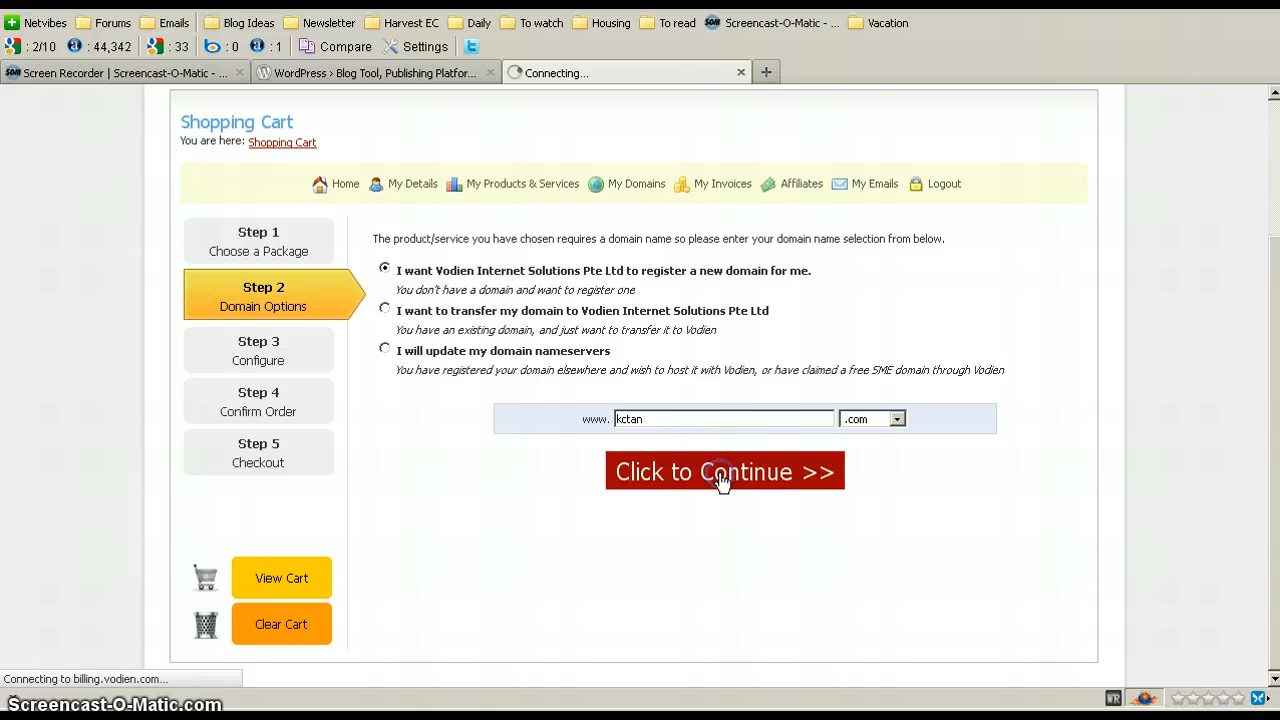 Netvibes Forums Emails Blog Ideas Newsletter Harvest EC Daily To watch Housing To read Screencast-O-Matic - ... Vacation
: 2/10 : 44,342 : 33 : 0 : 1 Compare Settings
Screen Recorder | Screencast-O-Matic - ... WordPress › Blog Tool, Publishing Platfor... Connecting...
Shopping Cart
You are here: Shopping Cart
Home My Details My Products & Services My Domains My Invoices Affiliates My Emails Logout
Step 1
Choose a Package
Step 2
Domain Options
Step 3
Configure
Step 4
Confirm Order
Step 5
Checkout
View Cart
Clear Cart
The product/service you have chosen requires a domain name so please enter your domain name selection from below.
I want Vodien Internet Solutions Pte Ltd to register a new domain for me.
You don't have a domain and want to register one
I want to transfer my domain to Vodien Internet Solutions Pte Ltd
You have an existing domain, and just want to transfer it to Vodien
I will update my domain nameservers
You have registered your domain elsewhere and wish to host it with Vodien, or have claimed a free SME domain through Vodien
www. kctan .com
Click to Continue >>
Connecting to billing.vodien.com...
WR
Screencast-O-Matic.com